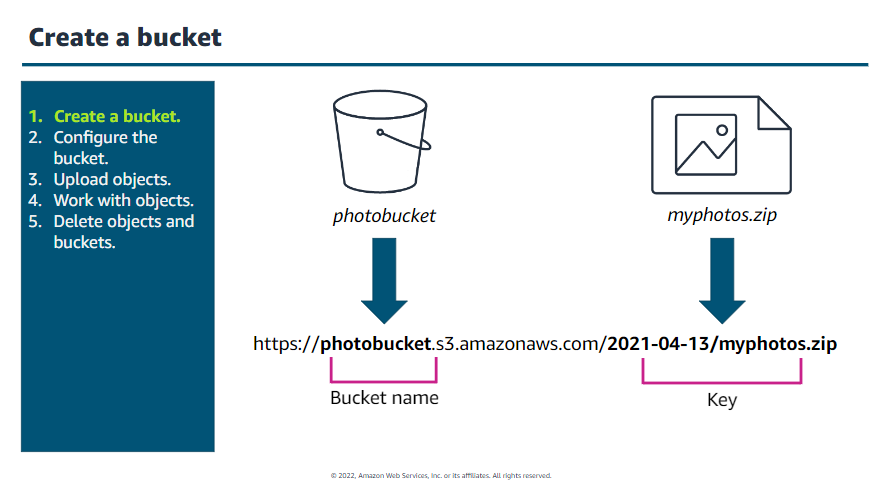 Create a bucket
1. Create a bucket.
2. Configure the
bucket.
3. Upload objects.
4. Work with objects.
5. Delete objects and
buckets.
photobucket
myphotos.zip
https://photobucket.s3.amazonaws.com/2021-04-13/myphotos.zip
Bucket name
Key
© 2022, Amazon Web Services, Inc. or its affiliates. All rights reserved.